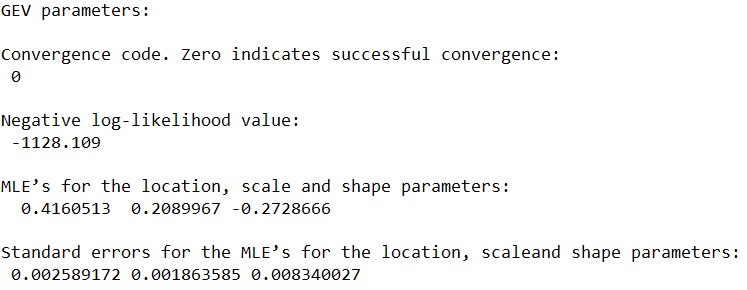 GEV parameters:
Convergence code. Zero indicates successful convergence:
0
Negative log-likelihood value:
-1128.109
MLE’s for the location, scale and shape parameters:
0.4160513 0.2089967 -0.2728666
Standard errors for the MLE’s for the location, scaleand shape parameters:
0.002589172 0.001863585 0.008340027